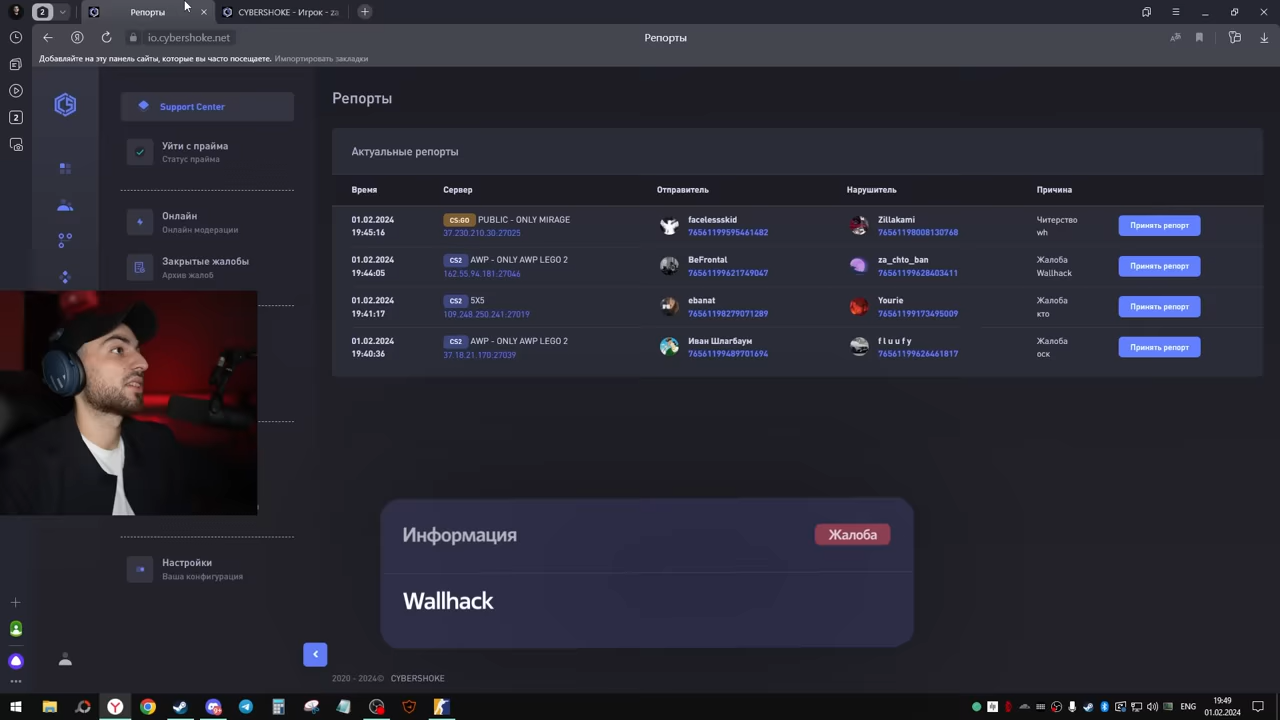 2
Репорты
CYBERSHOKE - Игрок - za
io.cybershoke.net
Репорты
Добавляйте на эту панель сайты, которые вы часто посещаете. Импортировать закладки
2
Support Center
Уйти с прайма
Статус прайма
Онлайн
Онлайн модерации
Закрытые жалобы
Архив жалоб
Настройки
Ваша конфигурация
Репорты
Актуальные репорты
Время Сервер Отправитель Нарушитель Причина
01.02.2024 CS:GO PUBLIC - ONLY MIRAGE facelessskid Zillakami Читерство
19:45:16 37.230.210.30:27025 76561199595461482 76561198008130768 wh
Принять репорт
01.02.2024 CS2 AWP - ONLY AWP LEGO 2 BeFrontal za_chto_ban Жалоба
19:44:05 162.55.94.181:27046 76561199621749047 76561199628403411 Wallhack
Принять репорт
01.02.2024 CS2 5X5 ebanat Yourie Жалоба
19:41:17 109.248.250.241:27019 76561198279071289 76561199173495009 кто
Принять репорт
01.02.2024 CS2 AWP - ONLY AWP LEGO 2 Иван Шлагбаум f l u u f y Жалоба
19:40:36 37.18.21.170:27039 76561199489701694 76561199626461817 оск
Принять репорт
Информация Жалоба
Wallhack
2020 - 2024© CYBERSHOKE
ENG
19:49
01.02.2024